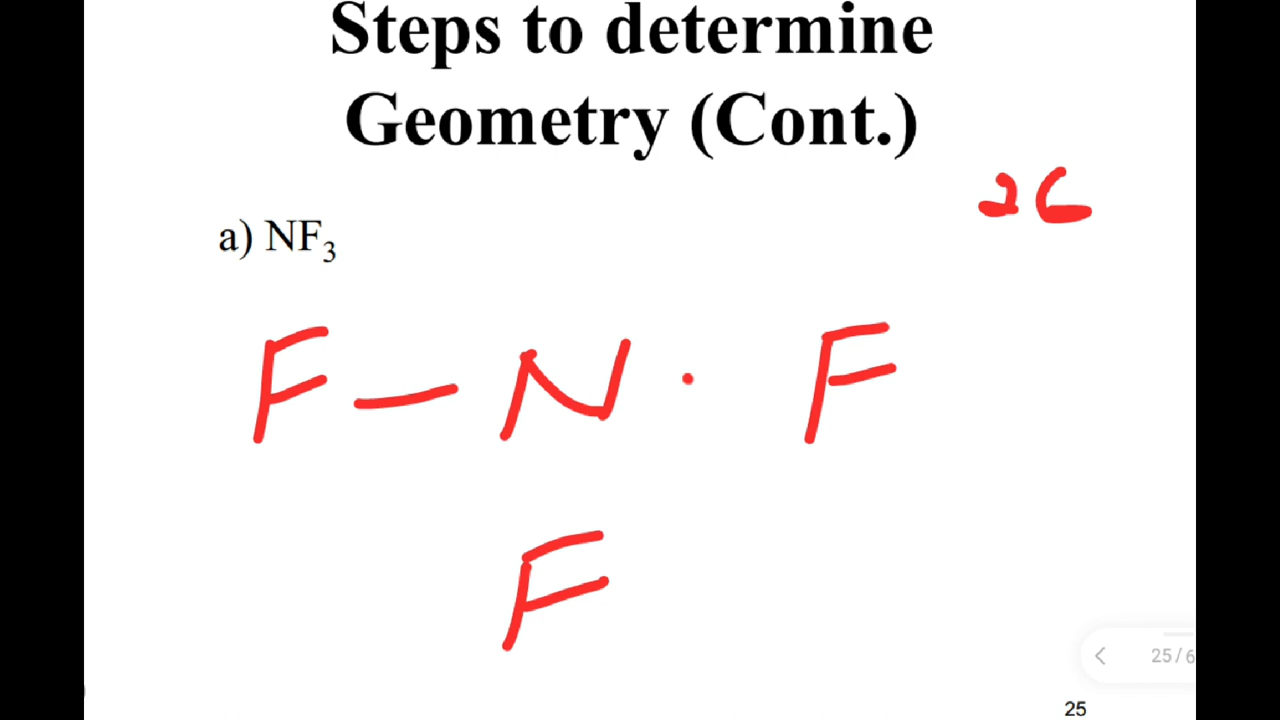 Steps to determine
Geometry (Cont.)
26
a) NF₃
F — N · F
F
25/6
25